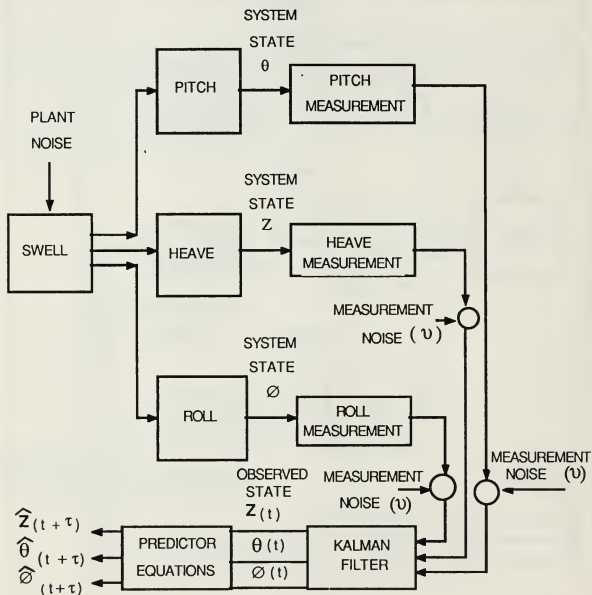 SYSTEM
STATE
θ
PITCH
PITCH
MEASUREMENT
PLANT
NOISE
SYSTEM
STATE
Z
SWELL
HEAVE
HEAVE
MEASUREMENT
MEASUREMENT
NOISE (υ)
SYSTEM
STATE
Ø
ROLL
ROLL
MEASUREMENT
OBSERVED
STATE
MEASUREMENT
NOISE (υ)
MEASUREMENT
NOISE (υ)
Ẑ(t + τ)
θ̂(t + τ)
Ø̂(t+τ)
PREDICTOR
EQUATIONS
Z(t)
θ(t)
Ø(t)
KALMAN
FILTER